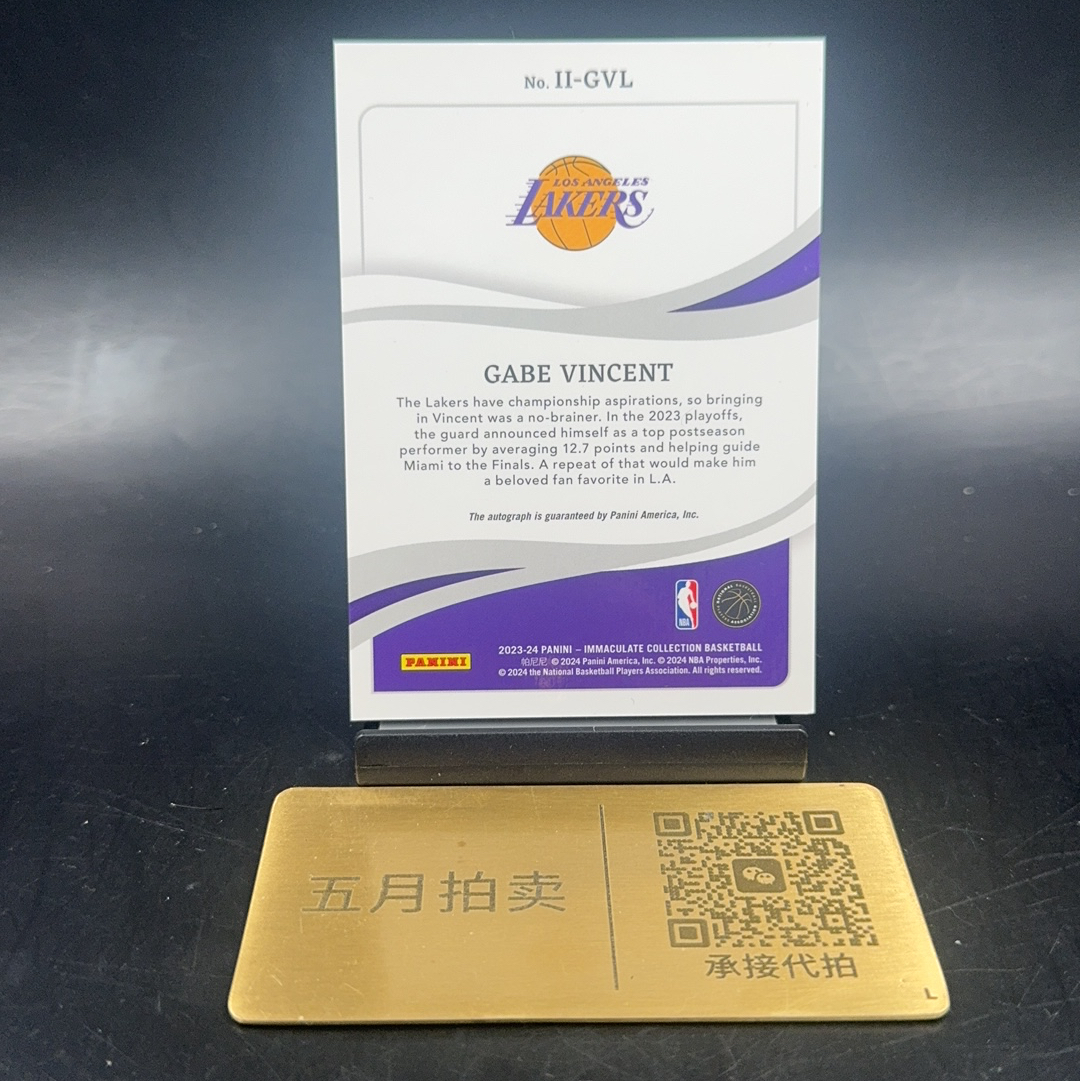 No. II-GVL
LOS ANGELES
LAKERS
GABE VINCENT
The Lakers have championship aspirations, so bringing
in Vincent was a no-brainer. In the 2023 playoffs,
the guard announced himself as a top postseason
performer by averaging 12.7 points and helping guide
Miami to the Finals. A repeat of that would make him
a beloved fan favorite in L.A.
The autograph is guaranteed by Panini America, Inc.
NBA
PANINI
2023-24 PANINI – IMMACULATE COLLECTION BASKETBALL
帕尼尼 © 2024 Panini America, Inc. © 2024 NBA Properties, Inc.
© 2024 the National Basketball Players Association. All rights reserved.
五月拍卖
承接代拍
L